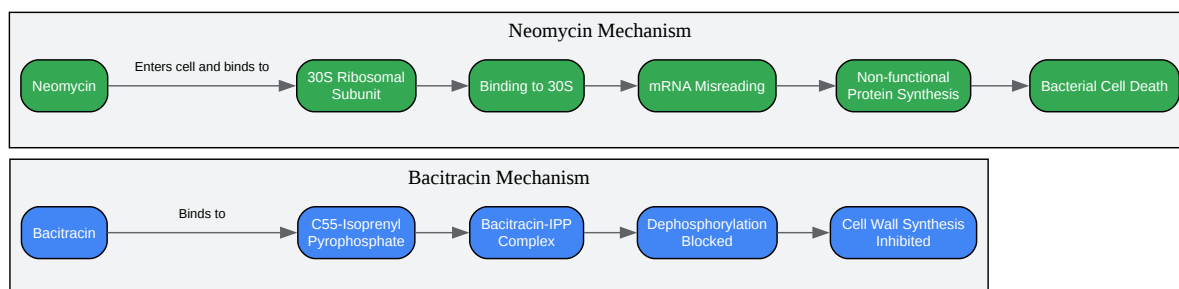 Neomycin Mechanism
Neomycin
Enters cell and binds to
30S Ribosomal
Subunit
Binding to 30S
mRNA Misreading
Non-functional
Protein Synthesis
Bacterial Cell Death
Bacitracin Mechanism
Bacitracin
Binds to
C55-Isoprenyl
Pyrophosphate
Bacitracin-IPP
Complex
Dephosphorylation
Blocked
Cell Wall Synthesis
Inhibited